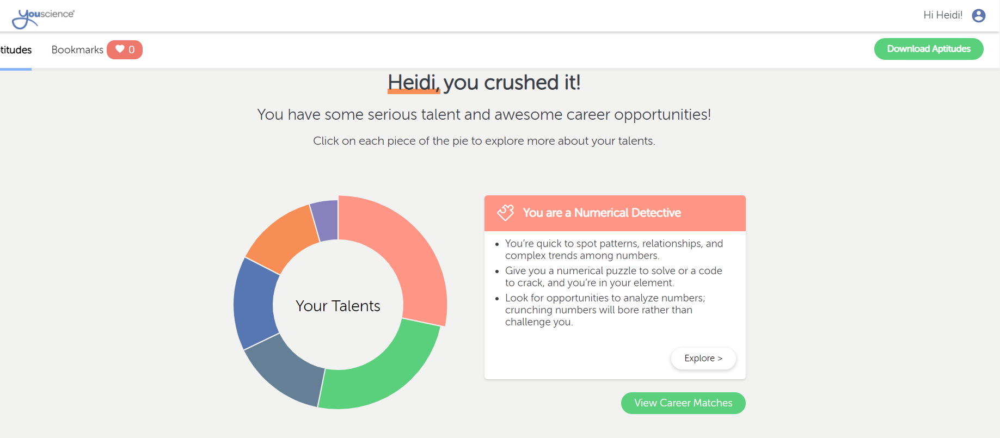 youscience®
Hi Heidi!
titudes
Bookmarks
0
Download Aptitudes
Heidi, you crushed it!
You have some serious talent and awesome career opportunities!
Click on each piece of the pie to explore more about your talents.
Your Talents
You are a Numerical Detective
• You’re quick to spot patterns, relationships, and
complex trends among numbers.
• Give you a numerical puzzle to solve or a code
to crack, and you’re in your element.
• Look for opportunities to analyze numbers;
crunching numbers will bore rather than
challenge you.
Explore >
View Career Matches